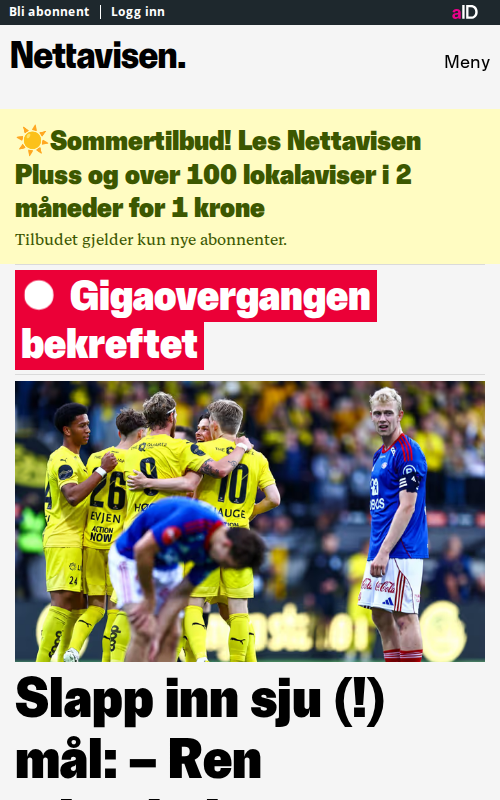 Bli abonnent | Logg inn
aID
Nettavisen.
Meny
☀️Sommertilbud! Les Nettavisen
Pluss og over 100 lokalaviser i 2
måneder for 1 krone
Tilbudet gjelder kun nye abonnenter.
Gigaovergangen
bekreftet
26
EVJEN
ACTION
NOW
9
10
HAUGE
24
Slapp inn sju (!)
mål: – Ren